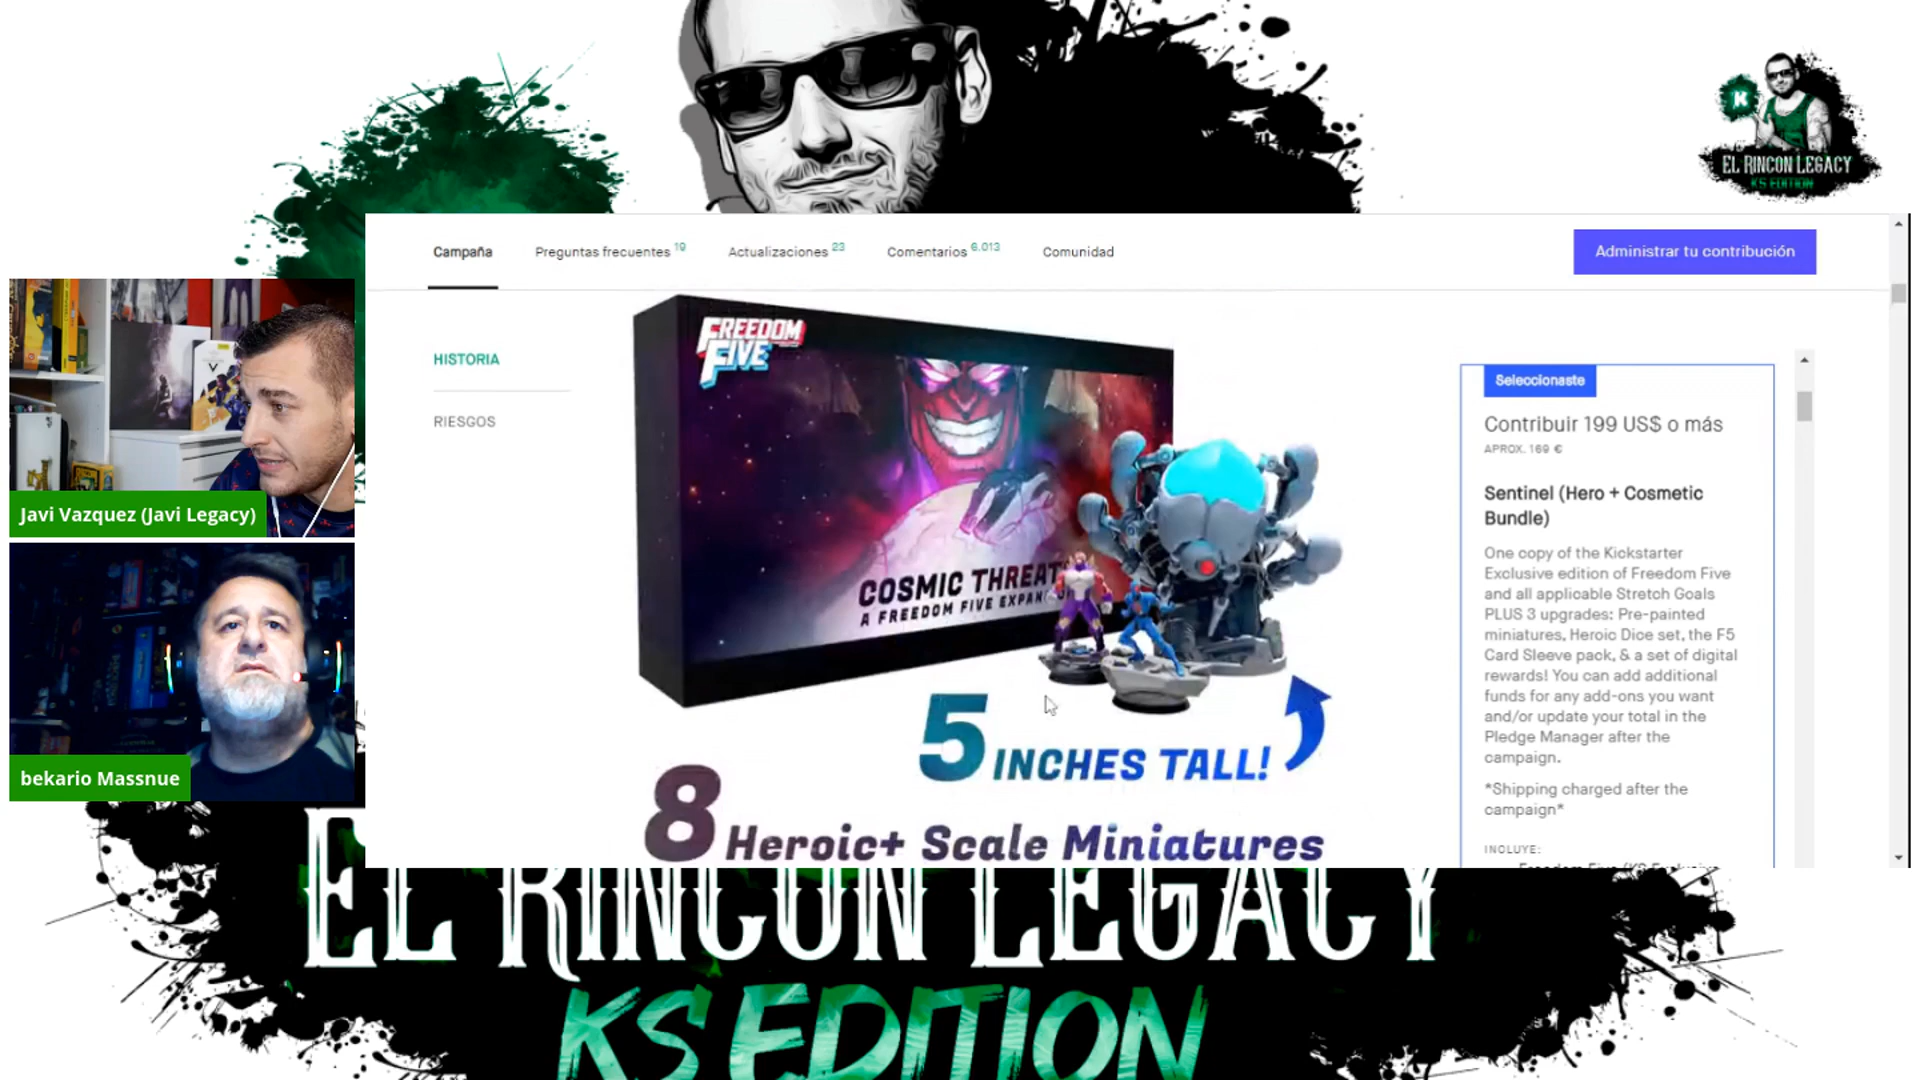 K
EL RINCON LEGACY
KS EDITION
Campaña
Preguntas frecuentes 19
Actualizaciones 23
Comentarios 6.013
Comunidad
Administrar tu contribución
HISTORIA
RIESGOS
FREEDOM
FIVE
COSMIC THREAT
A FREEDOM FIVE EXPAN
5 INCHES TALL!
8 Heroic+ Scale Miniatures
Seleccionaste
Contribuir 199 US$ o más
APROX. 169 €
Sentinel (Hero + Cosmetic
Bundle)
One copy of the Kickstarter
Exclusive edition of Freedom Five
and all applicable Stretch Goals
PLUS 3 upgrades: Pre-painted
miniatures, Heroic Dice set, the F5
Card Sleeve pack, & a set of digital
rewards! You can add additional
funds for any add-ons you want
and/or update your total in the
Pledge Manager after the
campaign.
*Shipping charged after the
campaign*
INCLUYE:
Javi Vazquez (Javi Legacy)
bekario Massnue
EL RINCON LEGACY
KS EDITION